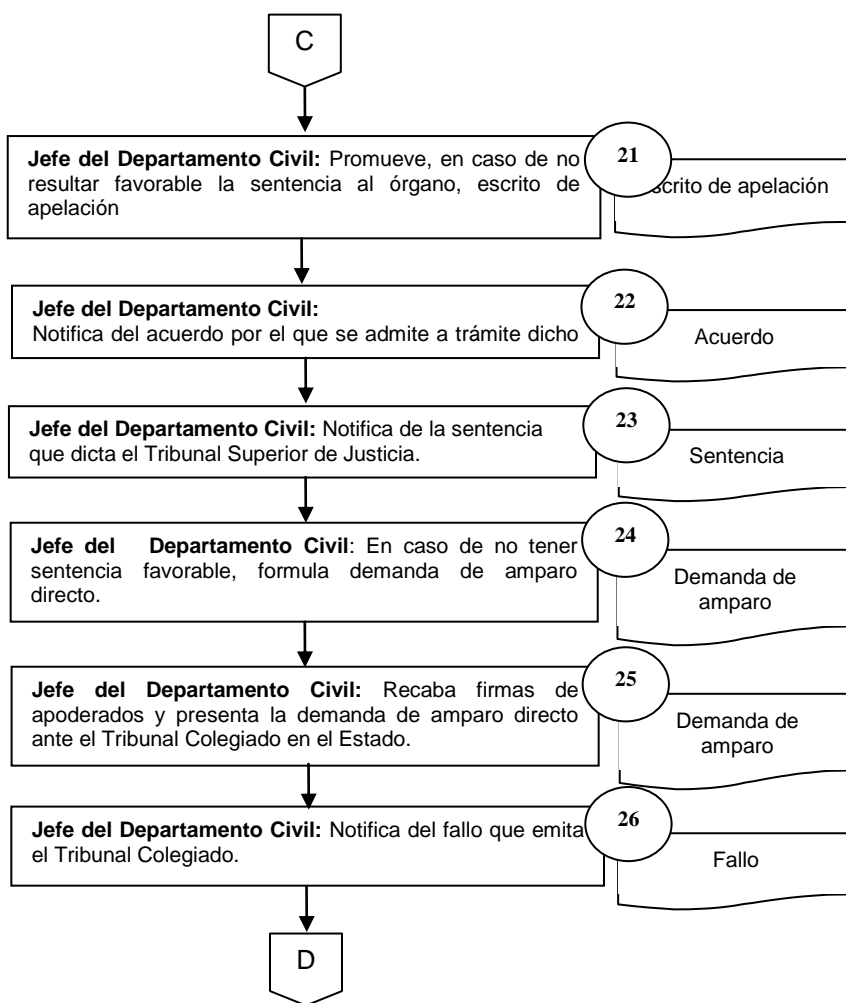 C
Jefe del Departamento Civil: Promueve, en caso de no
resultar favorable la sentencia al órgano, escrito de
apelación
21
scrito de apelación
Jefe del Departamento Civil:
Notifica del acuerdo por el que se admite a trámite dicho
22
Acuerdo
Jefe del Departamento Civil: Notifica de la sentencia
que dicta el Tribunal Superior de Justicia.
23
Sentencia
Jefe del Departamento Civil: En caso de no tener
sentencia favorable, formula demanda de amparo
directo.
24
Demanda de
amparo
Jefe del Departamento Civil: Recaba firmas de
apoderados y presenta la demanda de amparo directo
ante el Tribunal Colegiado en el Estado.
25
Demanda de
amparo
Jefe del Departamento Civil: Notifica del fallo que emita
el Tribunal Colegiado.
26
Fallo
D